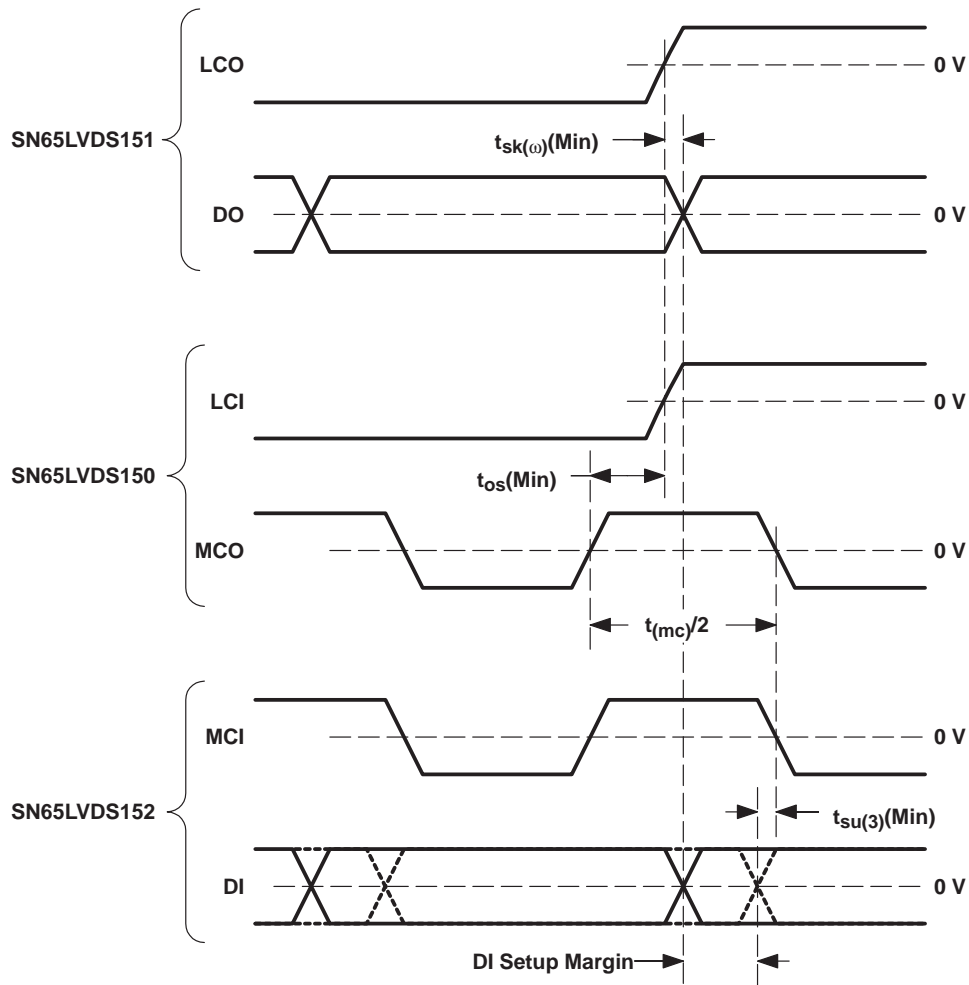 LCO
0 V
SN65LVDS151
tsk(ω)(Min)
DO
0 V
LCI
0 V
SN65LVDS150
tos(Min)
MCO
0 V
t(mc)/2
MCI
0 V
SN65LVDS152
tsu(3)(Min)
DI
0 V
DI Setup Margin